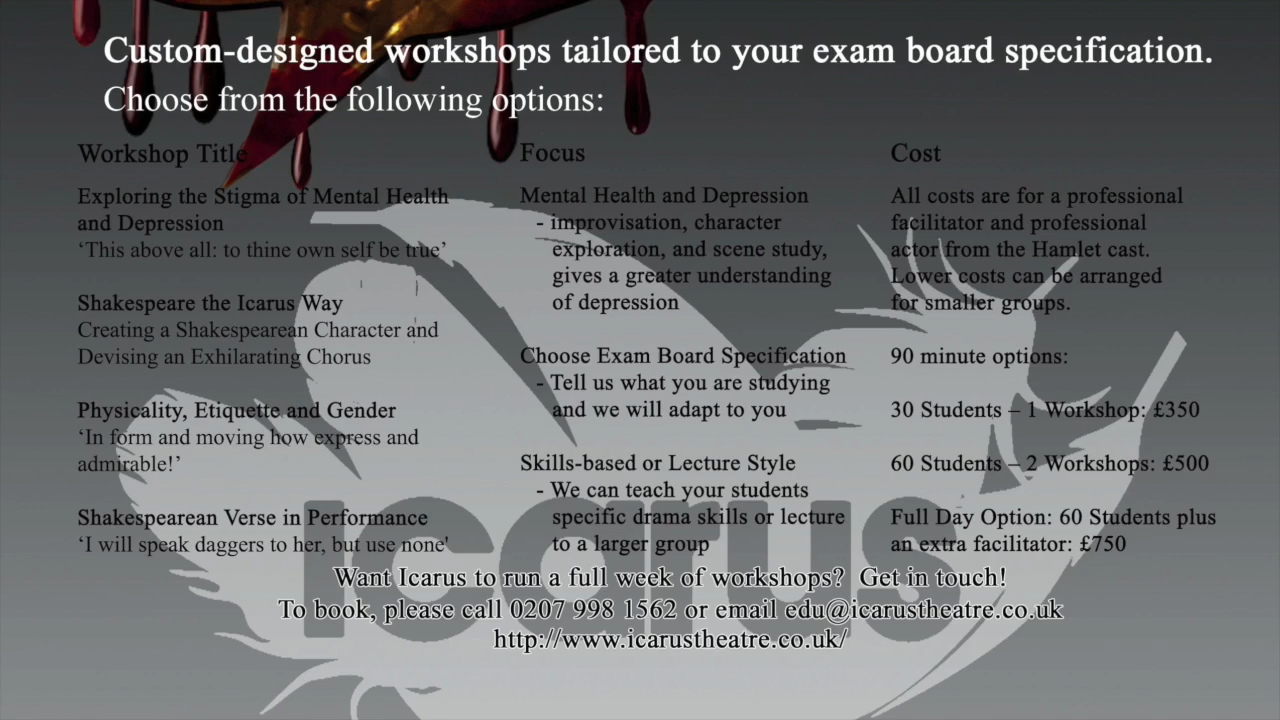 Custom-designed workshops tailored to your exam board specification.
Choose from the following options:
Workshop Title
Exploring the Stigma of Mental Health
and Depression
‘This above all: to thine own self be true’
Shakespeare the Icarus Way
Creating a Shakespearean Character and
Devising an Exhilarating Chorus
Physicality, Etiquette and Gender
‘In form and moving how express and
admirable!’
Shakespearean Verse in Performance
‘I will speak daggers to her, but use none'
Focus
Mental Health and Depression
- improvisation, character
exploration, and scene study,
gives a greater understanding
of depression
Choose Exam Board Specification
- Tell us what you are studying
and we will adapt to you
Skills-based or Lecture Style
- We can teach your students
specific drama skills or lecture
to a larger group
Cost
All costs are for a professional
facilitator and professional
actor from the Hamlet cast.
Lower costs can be arranged
for smaller groups.
90 minute options:
30 Students – 1 Workshop: £350
60 Students – 2 Workshops: £500
Full Day Option: 60 Students plus
an extra facilitator: £750
icarus
Want Icarus to run a full week of workshops?  Get in touch!
To book, please call 0207 998 1562 or email edu@icarustheatre.co.uk
http://www.icarustheatre.co.uk/